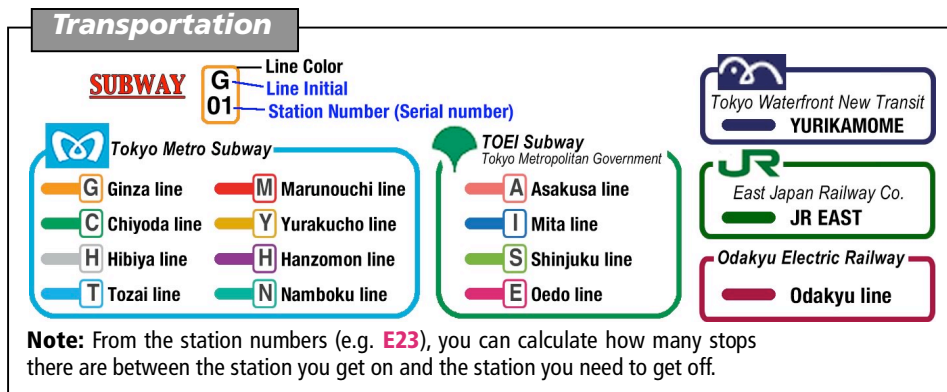 Transportation
SUBWAY
G
01
Line Color
Line Initial
Station Number (Serial number)
Tokyo Metro Subway
G Ginza line
M Marunouchi line
C Chiyoda line
Y Yurakucho line
H Hibiya line
H Hanzomon line
T Tozai line
N Namboku line
TOEI Subway
Tokyo Metropolitan Government
A Asakusa line
I Mita line
S Shinjuku line
E Oedo line
Tokyo Waterfront New Transit
YURIKAMOME
JR
East Japan Railway Co.
JR EAST
Odakyu Electric Railway
Odakyu line
Note: From the station numbers (e.g. E23), you can calculate how many stops
there are between the station you get on and the station you need to get off.